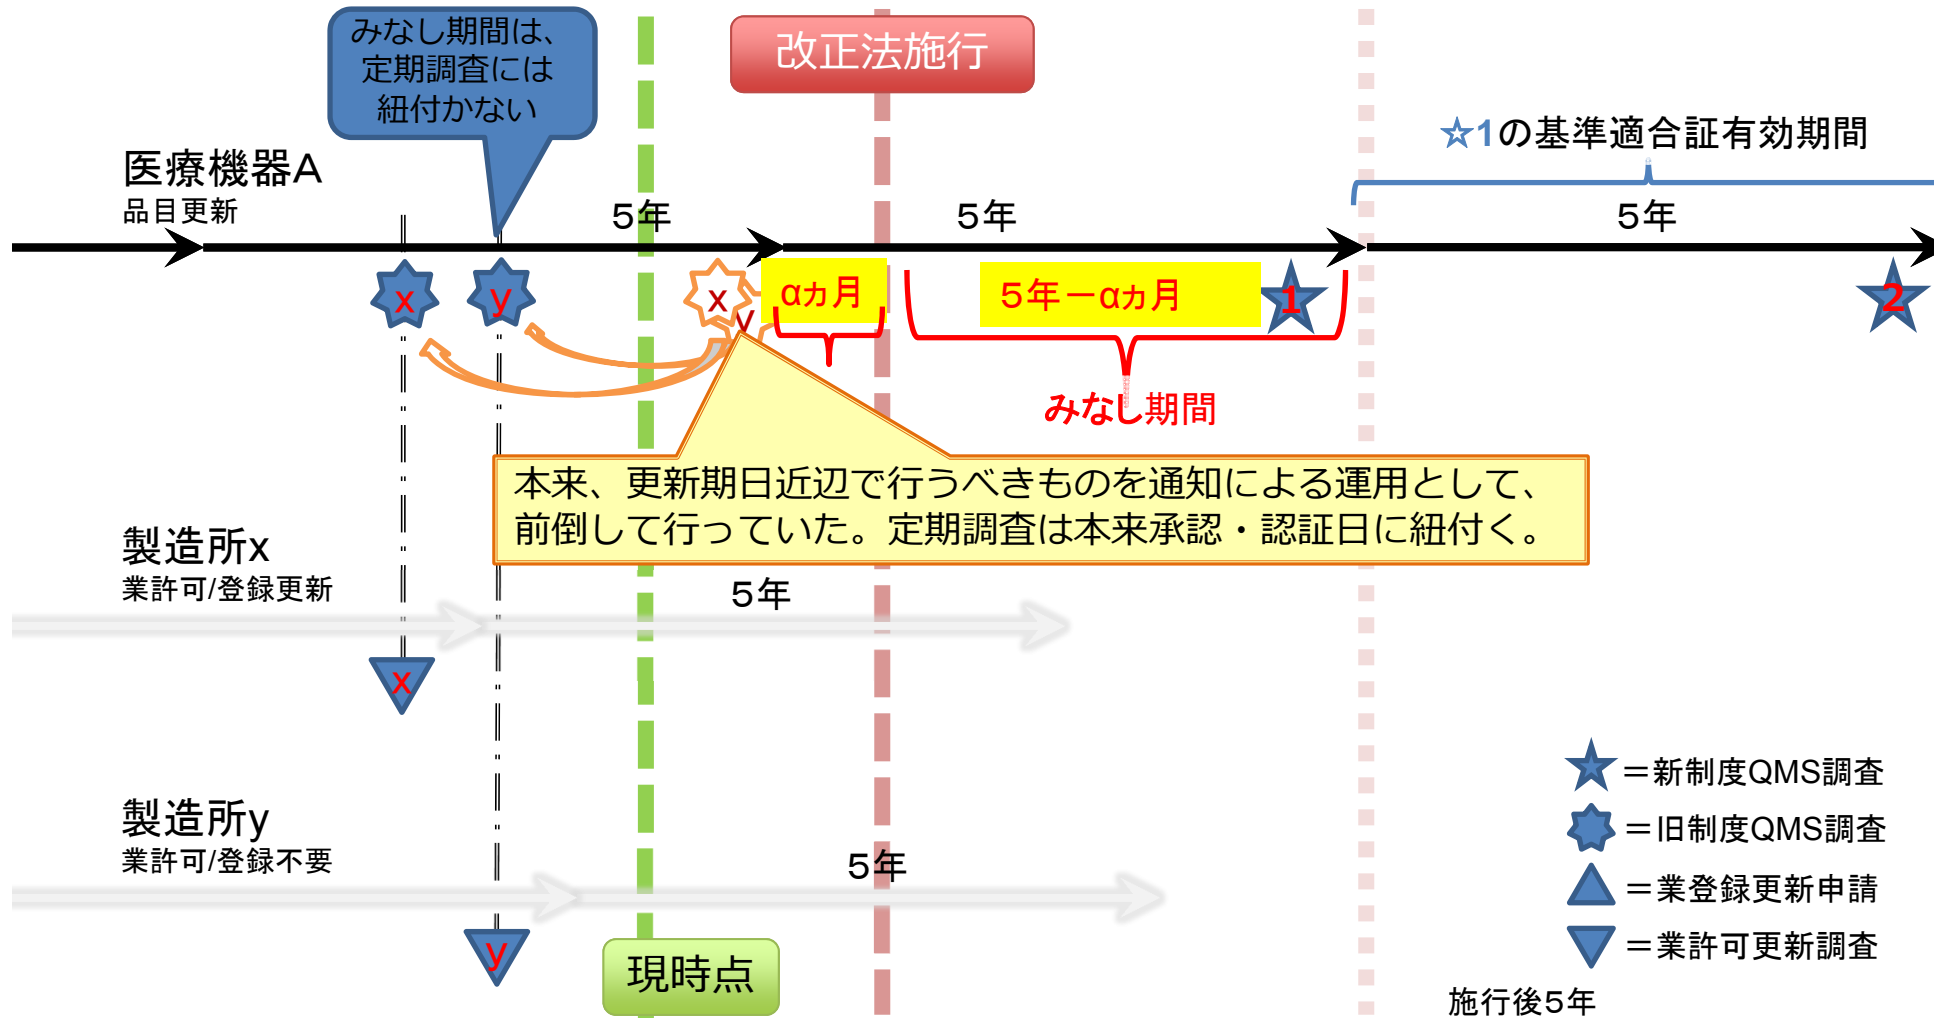 みなし期間は、
定期調査には
紐付かない
改正法施行
☆1の基準適合証有効期間
医療機器A
品目更新
5年
5年
5年
x
y
x
y
αヵ月
5年－αヵ月
1
2
みなし期間
本来、更新期日近辺で行うべきものを通知による運用として、
前倒して行っていた。定期調査は本来承認・認証日に紐付く。
製造所x
業許可/登録更新
5年
x
製造所y
業許可/登録不要
5年
y
現時点
＝新制度QMS調査
＝旧制度QMS調査
＝業登録更新申請
＝業許可更新調査
施行後5年